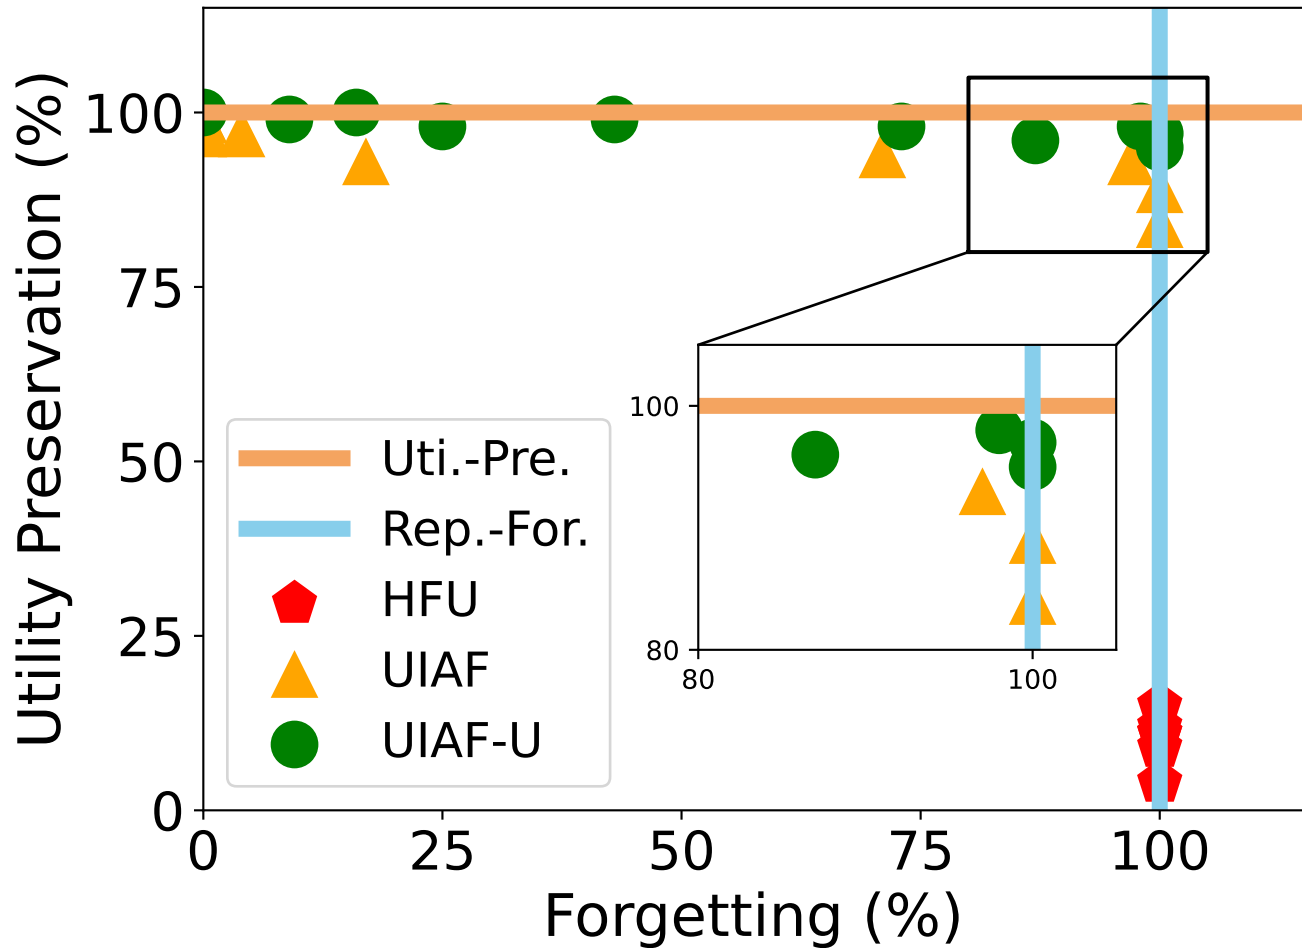 Utility Preservation (%)
100
75
50
25
0
0 25 50 75 100
Forgetting (%)
Uti.-Pre.
Rep.-For.
HFU
UIAF
UIAF-U
100
80
80 100